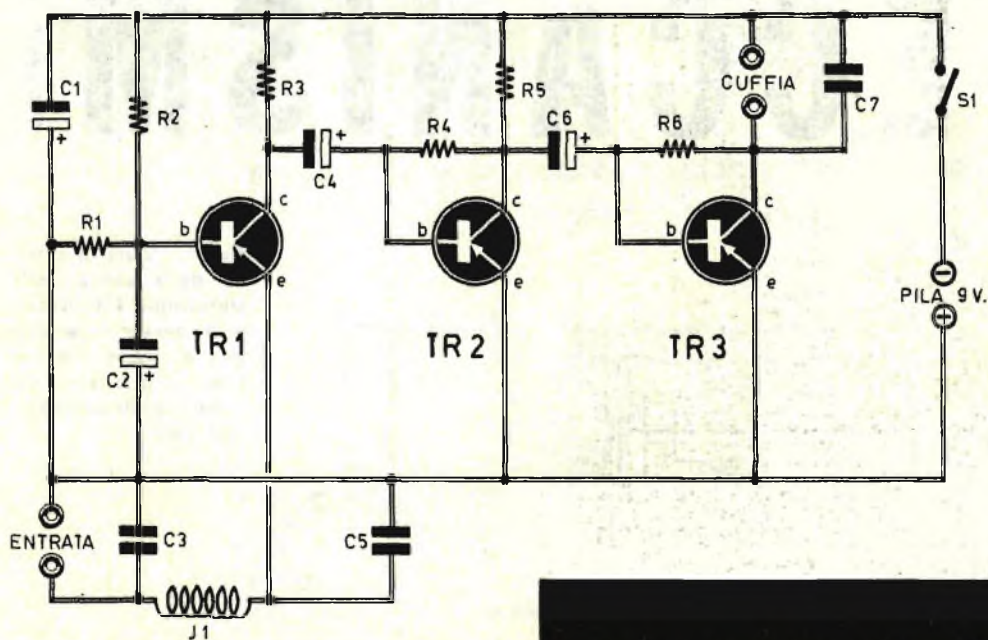 C1
R2
R3
R5
CUFFIA
C7
S1
+
C4
+
R4
C6
+
R6
R1
b
c
e
b
c
e
b
c
e
PILA 9 V.
TR1
TR2
TR3
C2
+
ENTRATA
C3
C5
J1